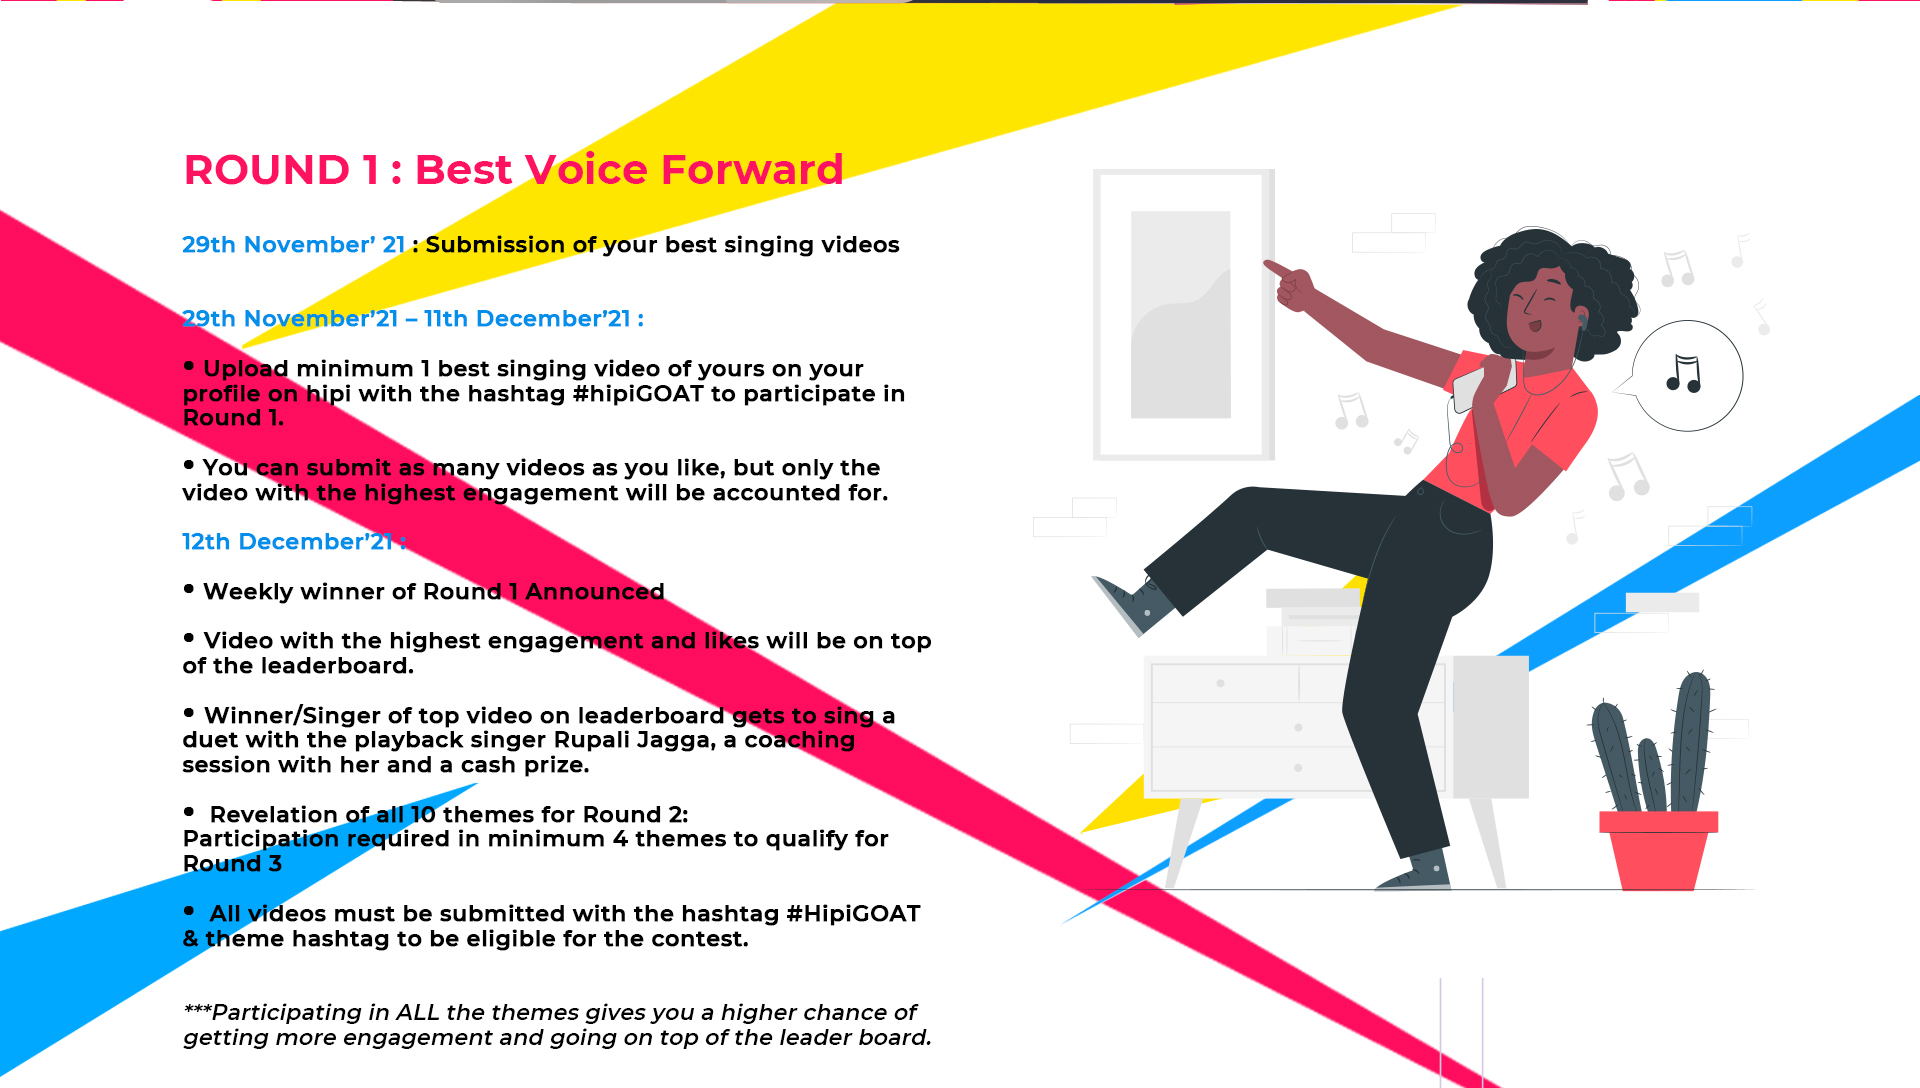 ROUND 1 : Best Voice Forward
29th November’ 21 : Submission of your best singing videos
29th November’21 – 11th December’21 :
• Upload minimum 1 best singing video of yours on your
profile on hipi with the hashtag #hipiGOAT to participate in
Round 1.
• You can submit as many videos as you like, but only the
video with the highest engagement will be accounted for.
12th December’21 :
• Weekly winner of Round 1 Announced
• Video with the highest engagement and likes will be on top
of the leaderboard.
• Winner/Singer of top video on leaderboard gets to sing a
duet with the playback singer Rupali Jagga, a coaching
session with her and a cash prize.
• Revelation of all 10 themes for Round 2:
Participation required in minimum 4 themes to qualify for
Round 3
• All videos must be submitted with the hashtag #HipiGOAT
& theme hashtag to be eligible for the contest.
***Participating in ALL the themes gives you a higher chance of
getting more engagement and going on top of the leader board.